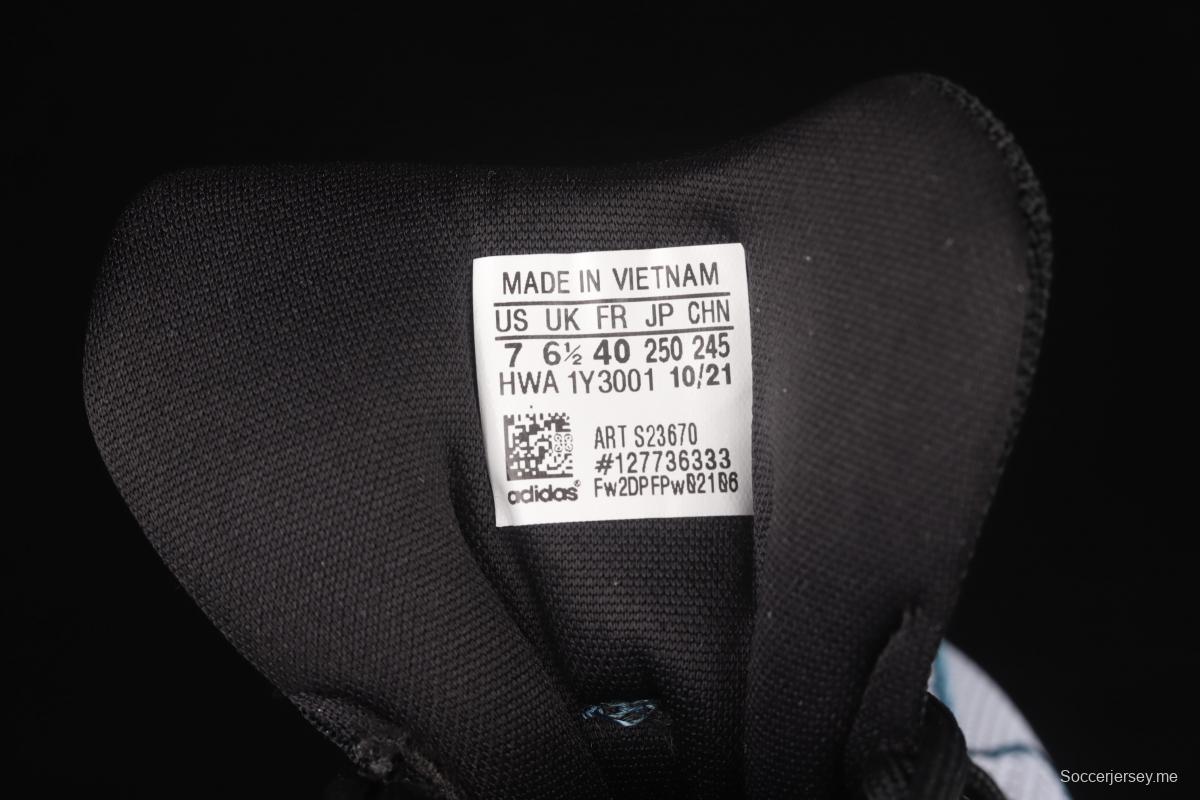 MADE IN VIETNAM
US UK FR JP CHN
7 6½ 40 250 245
HWA 1Y3001 10/21
ART S23670
#127736333
adidas® Fw2DPFPw02106
Soccerjersey.me